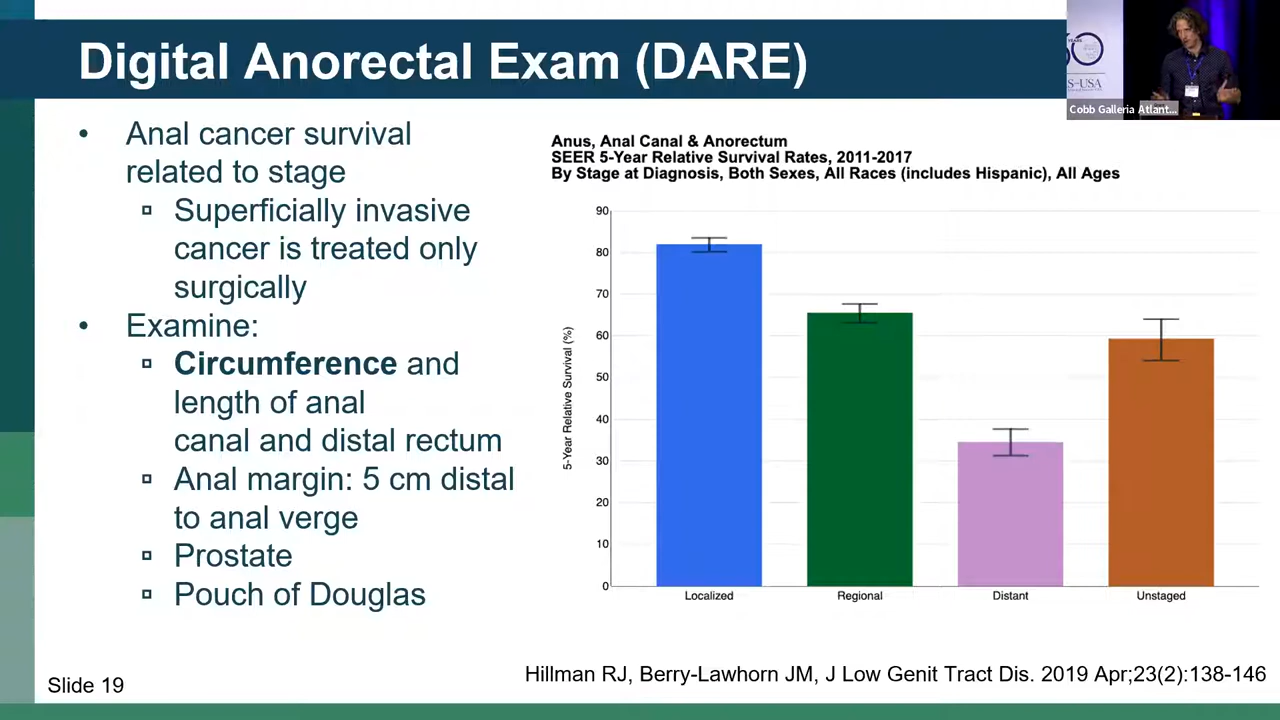 Digital Anorectal Exam (DARE)
Cobb Galleria Atlant...
• Anal cancer survival
related to stage
▫ Superficially invasive
cancer is treated only
surgically
• Examine:
▫ Circumference and
length of anal
canal and distal rectum
▫ Anal margin: 5 cm distal
to anal verge
▫ Prostate
▫ Pouch of Douglas
Anus, Anal Canal & Anorectum
SEER 5-Year Relative Survival Rates, 2011-2017
By Stage at Diagnosis, Both Sexes, All Races (includes Hispanic), All Ages
5-Year Relative Survival (%)
90
80
70
60
50
40
30
20
10
0
Localized Regional Distant Unstaged
Hillman RJ, Berry-Lawhorn JM, J Low Genit Tract Dis. 2019 Apr;23(2):138-146
Slide 19